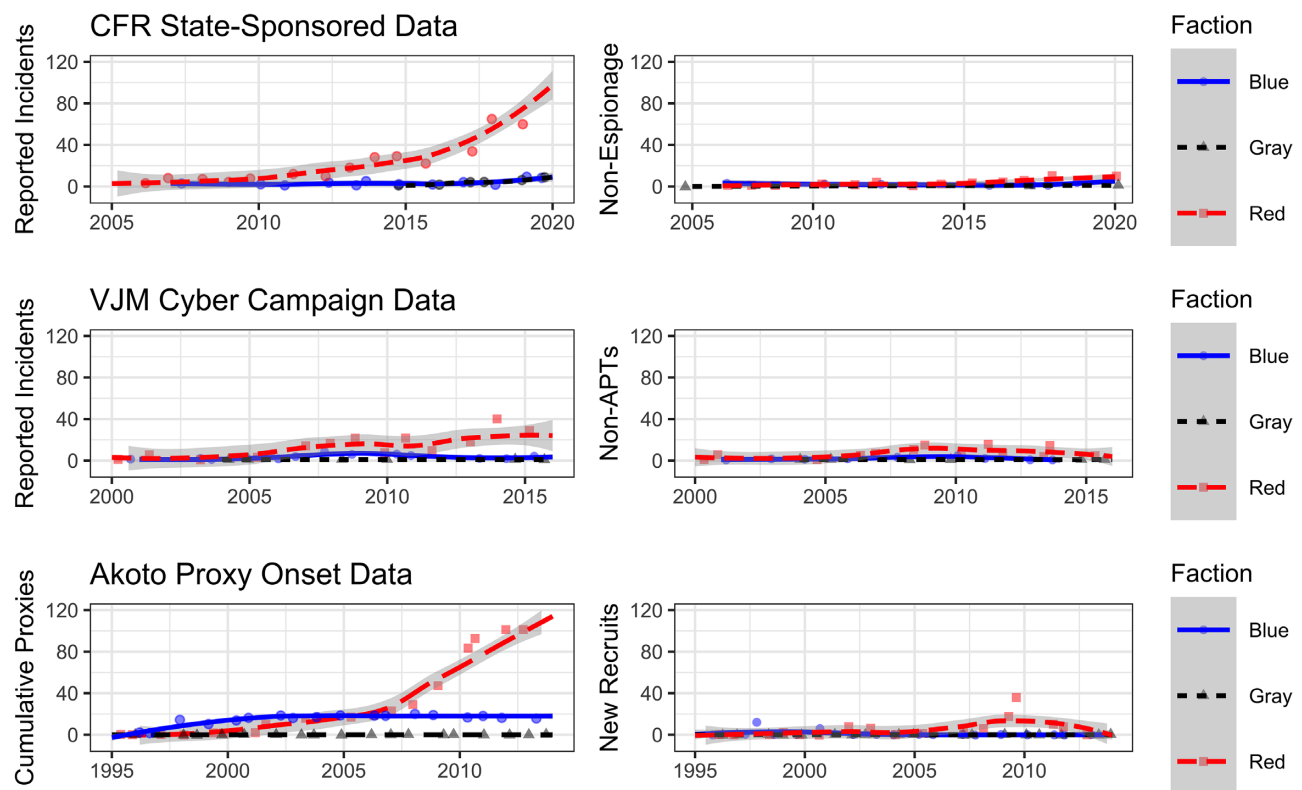 CFR State-Sponsored Data
Reported Incidents
120
80
40
0
2005
2010
2015
2020
Non-Espionage
120
80
40
0
2005
2010
2015
2020
Faction
Blue
Gray
Red
VJM Cyber Campaign Data
Reported Incidents
120
80
40
0
2000
2005
2010
2015
Non-APTs
120
80
40
0
2000
2005
2010
2015
Faction
Blue
Gray
Red
Akoto Proxy Onset Data
Cumulative Proxies
120
80
40
0
1995
2000
2005
2010
New Recruits
120
80
40
0
1995
2000
2005
2010
Faction
Blue
Gray
Red